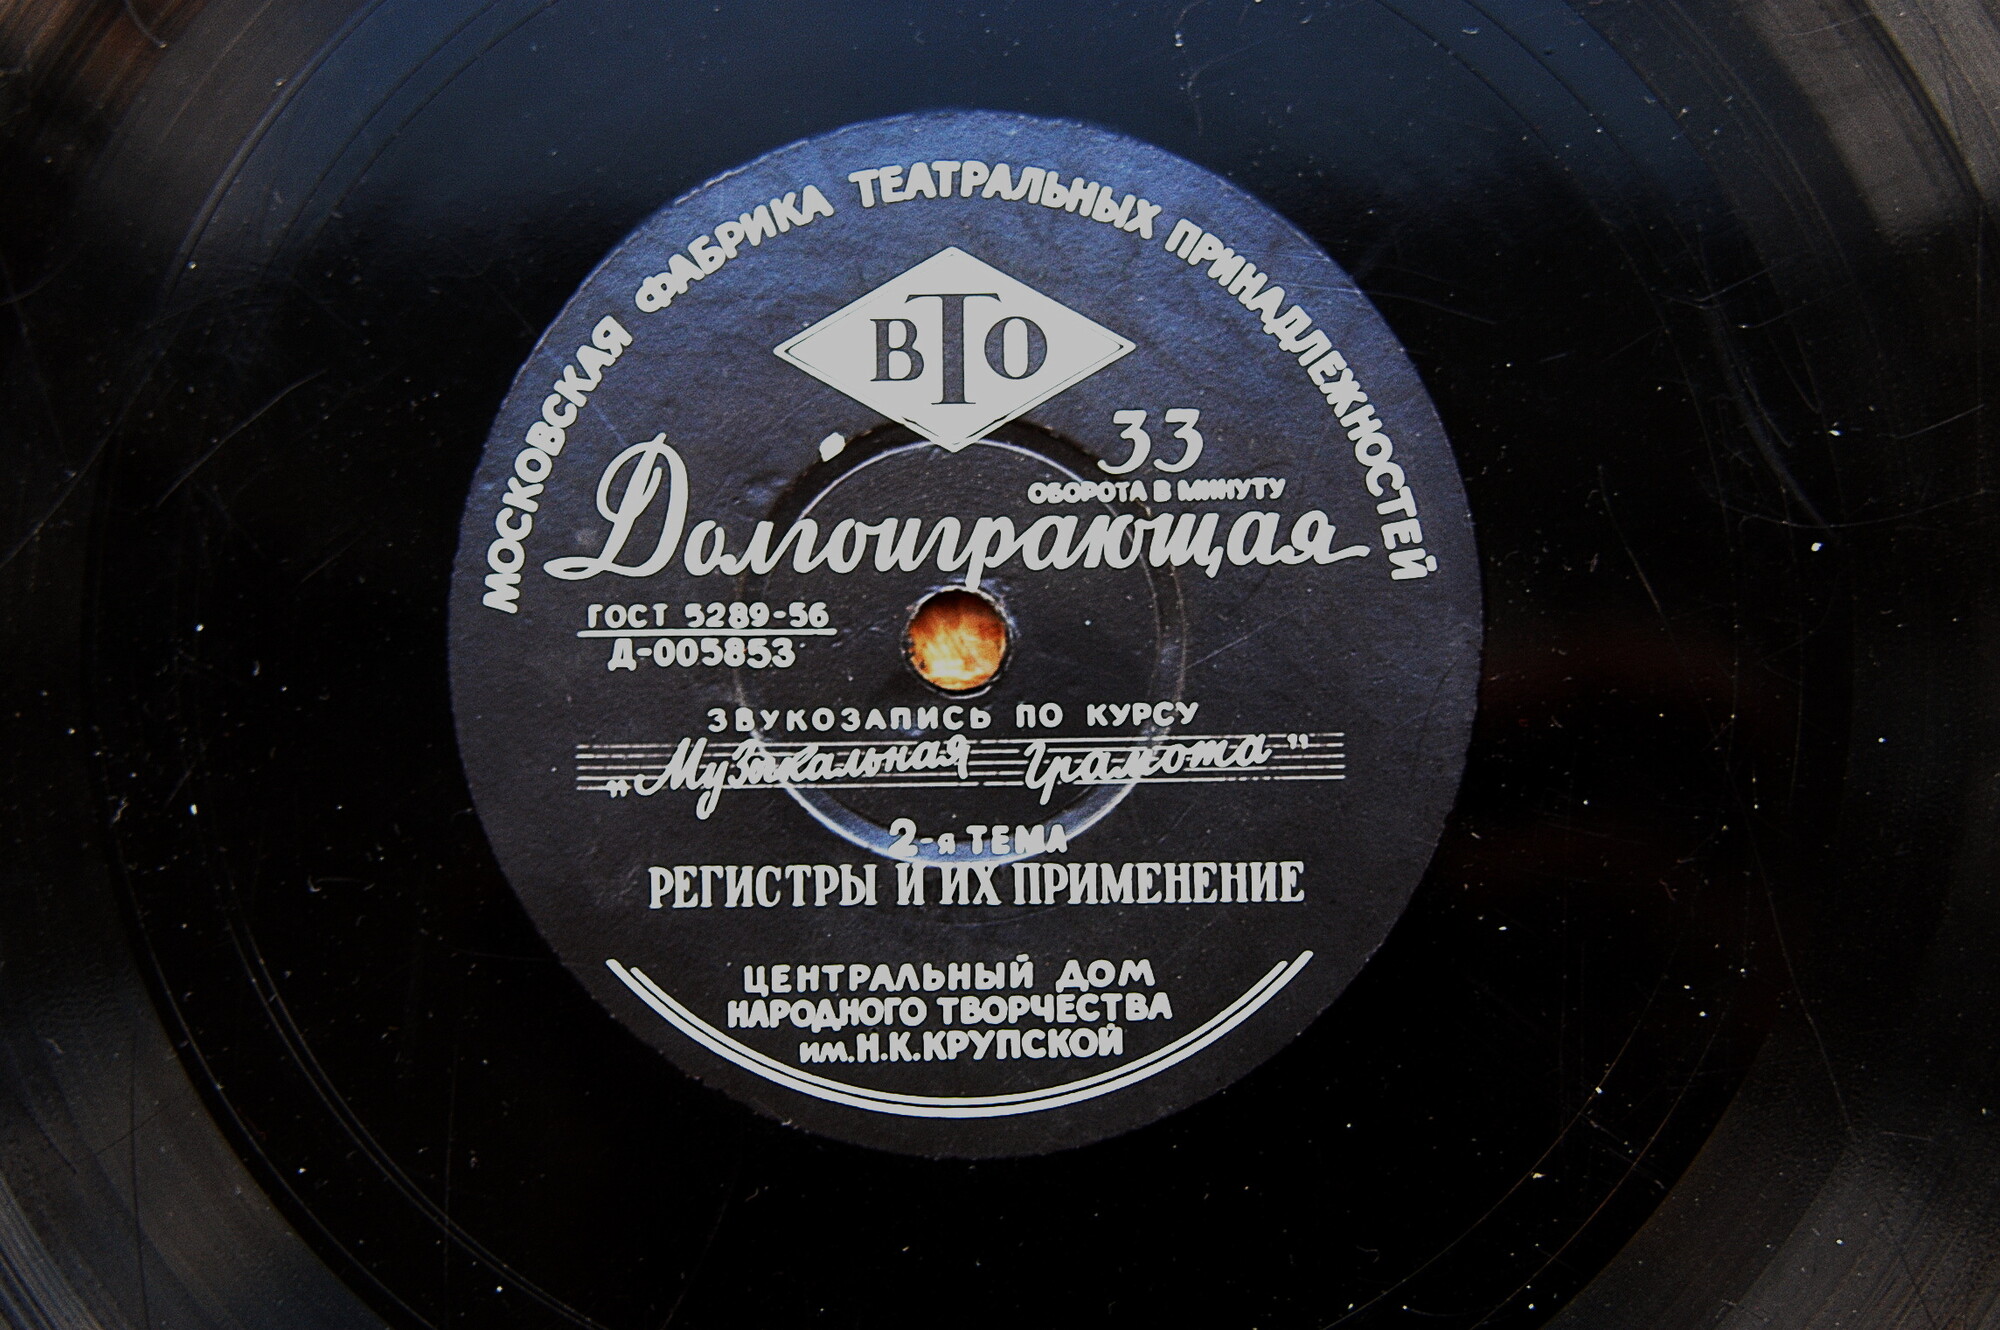 МОСКОВСКАЯ ФАБРИКА ТЕАТРАЛЬНЫХ ПРИНАДЛЕЖНОСТЕЙ
ВТО
33
ОБОРОТА В МИНУТУ
Долгоиграющая
ГОСТ 5289-56
Д-005853
ЗВУКОЗАПИСЬ ПО КУРСУ
„Музыкальная грамота"
2-я ТЕМА
РЕГИСТРЫ И ИХ ПРИМЕНЕНИЕ
ЦЕНТРАЛЬНЫЙ ДОМ
НАРОДНОГО ТВОРЧЕСТВА
им. Н.К.КРУПСКОЙ